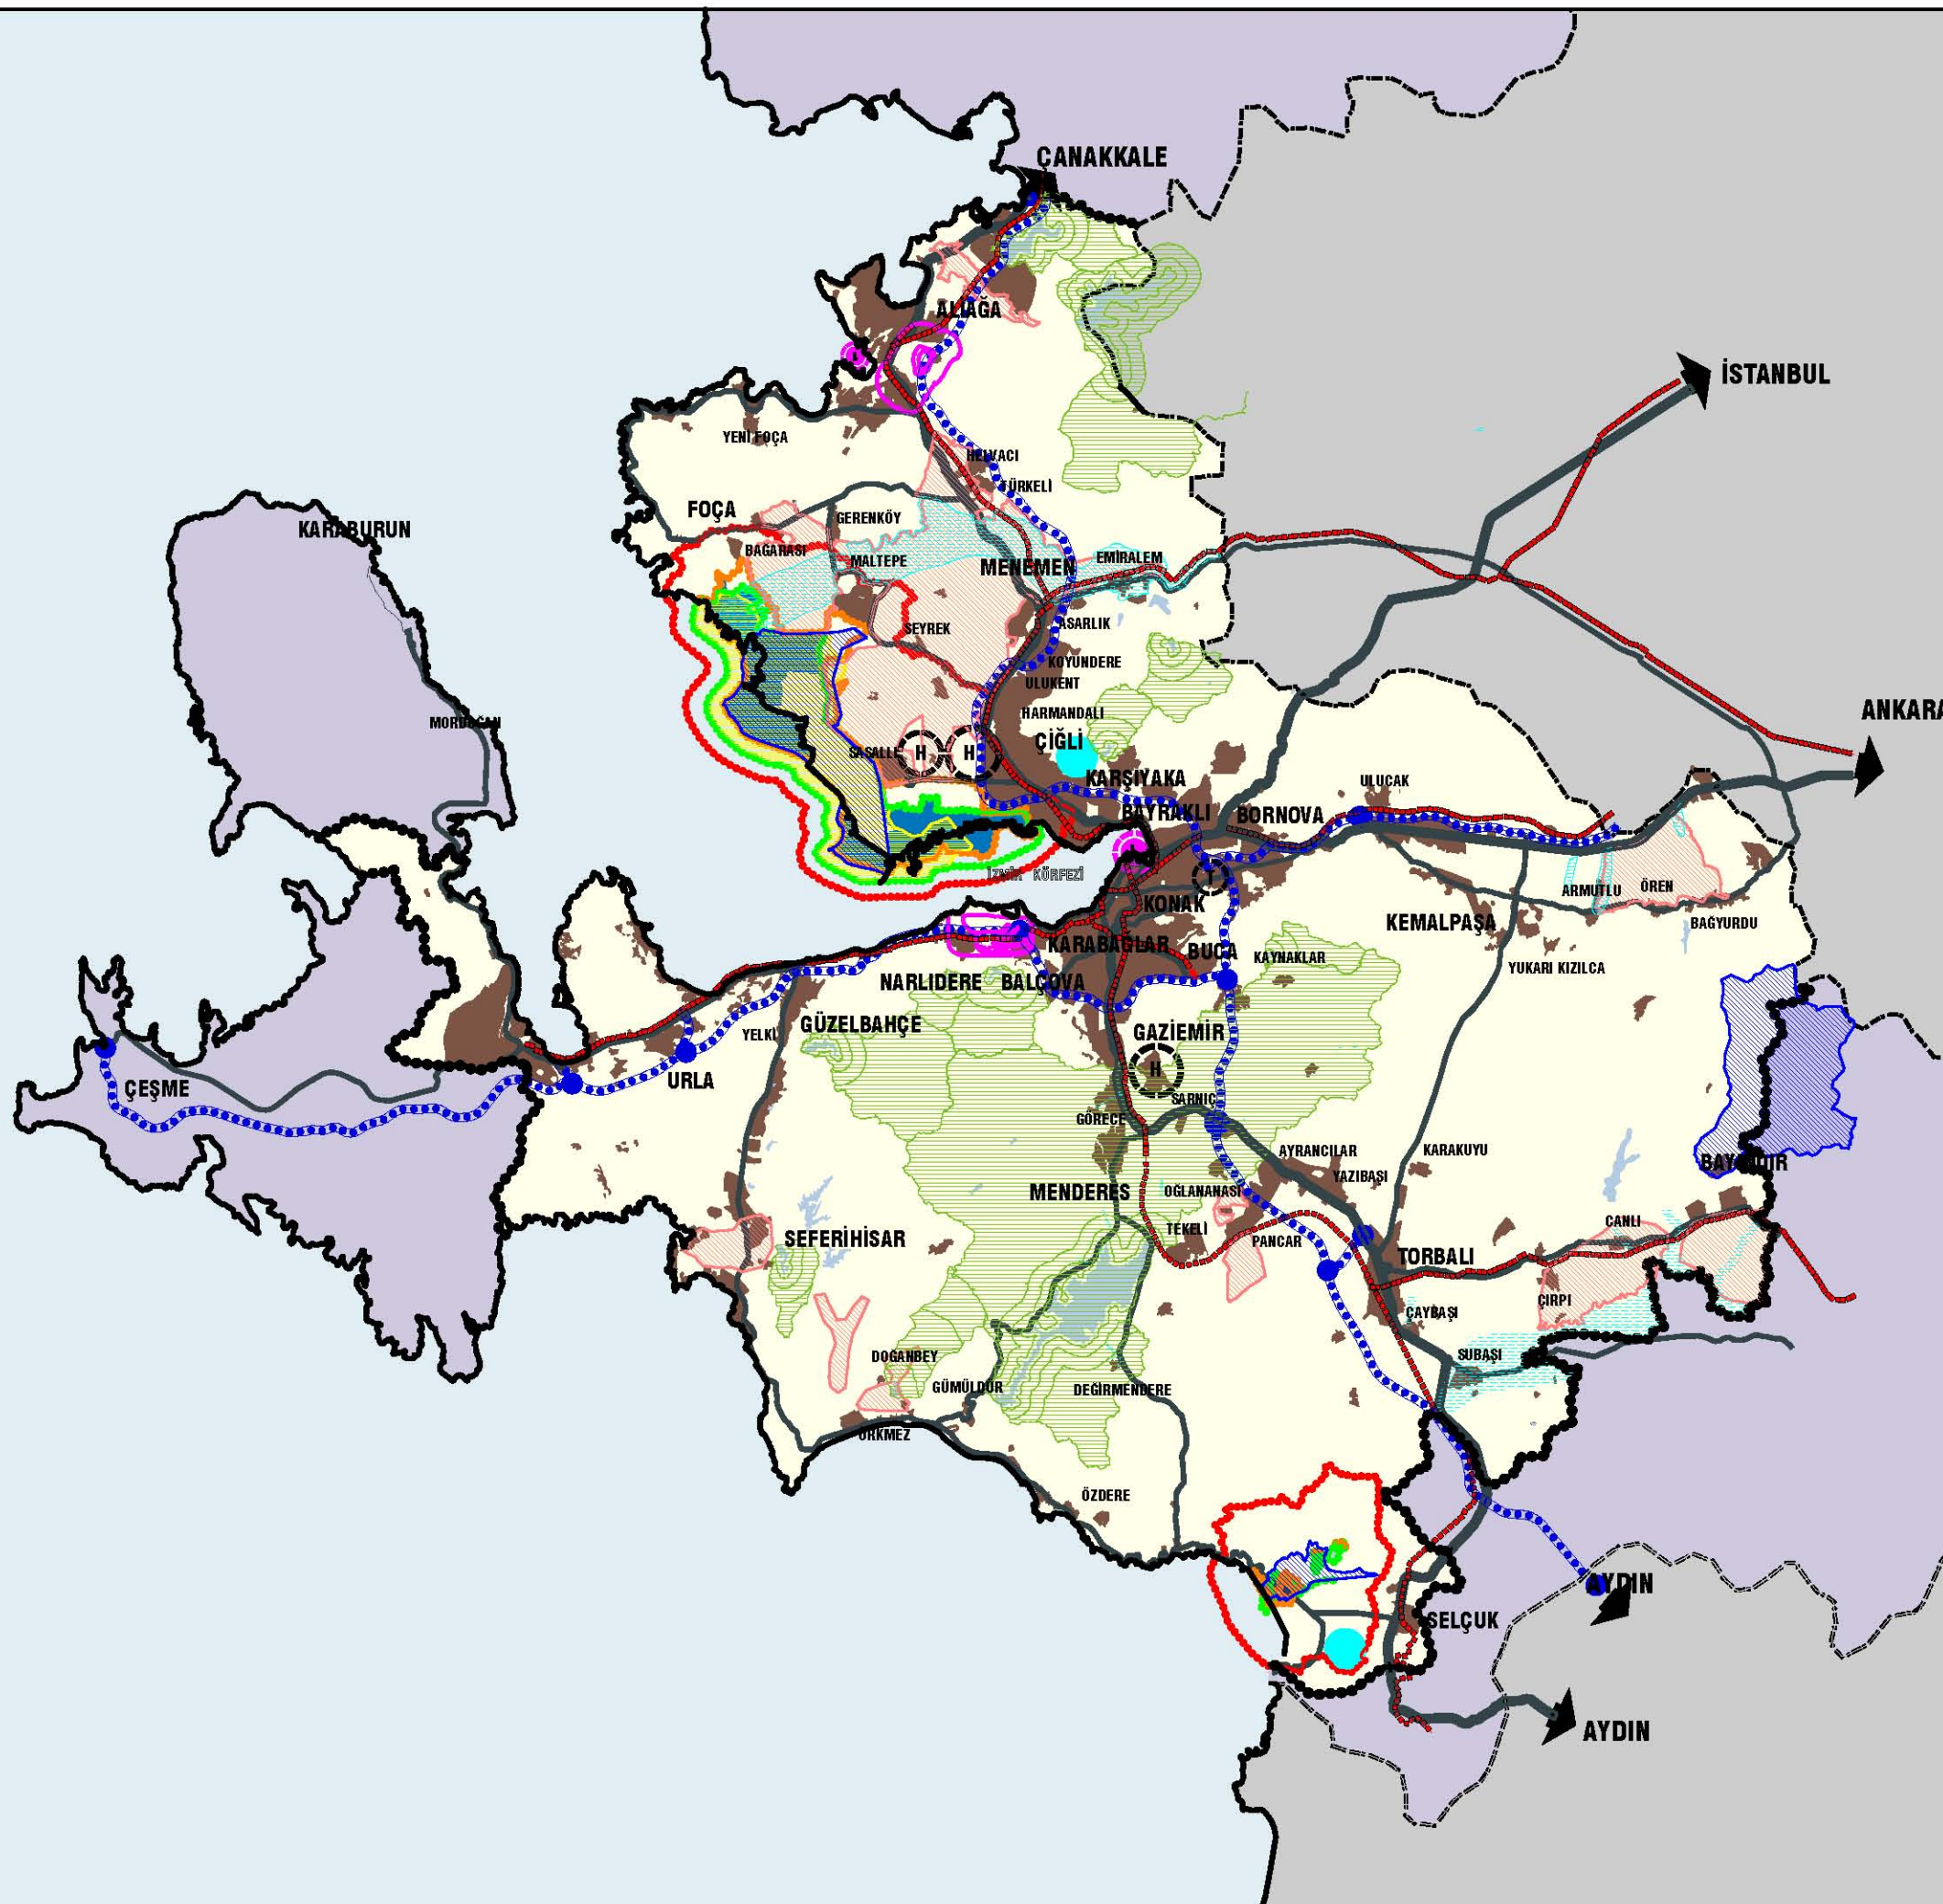 ÇANAKKALE
ALİAĞA
İSTANBUL
YENİ FOÇA
HELVACI
TÜRKELİ
FOÇA
GERENKÖY
KARABURUN
BAĞARASI
MALTEPE
MENEMEN
EMİRALEM
SEYREK
ASARLIK
KOYUNDERE
ULUKENT
HARMANDALI
ANKARA
MORDOĞAN
SASALLI
H
H
ÇİĞLİ
KARŞIYAKA
ULUCAK
BAYRAKLI
BORNOVA
İZMİR KÖRFEZİ
T
ARMUTLU
ÖREN
KONAK
KEMALPAŞA
BAĞYURDU
KARABAĞLAR
BUCA
KAYNAKLAR
YUKARI KIZILCA
NARLIDERE
BALÇOVA
GÜZELBAHÇE
YELKİ
GAZİEMİR
H
ÇEŞME
URLA
SARNIÇ
GÖRECE
AYRANCILAR
KARAKUYU
YAZIBAŞI
BAYINDIR
MENDERES
OĞLANANASI
TEKELİ
PANCAR
CANLI
SEFERİHİSAR
TORBALI
ÇIRPI
ÇAYBAŞI
SUBAŞI
DOĞANBEY
GÜMÜLDÜR
DEĞİRMENDERE
ÜRKMEZ
ÖZDERE
AYDIN
SELÇUK
AYDIN